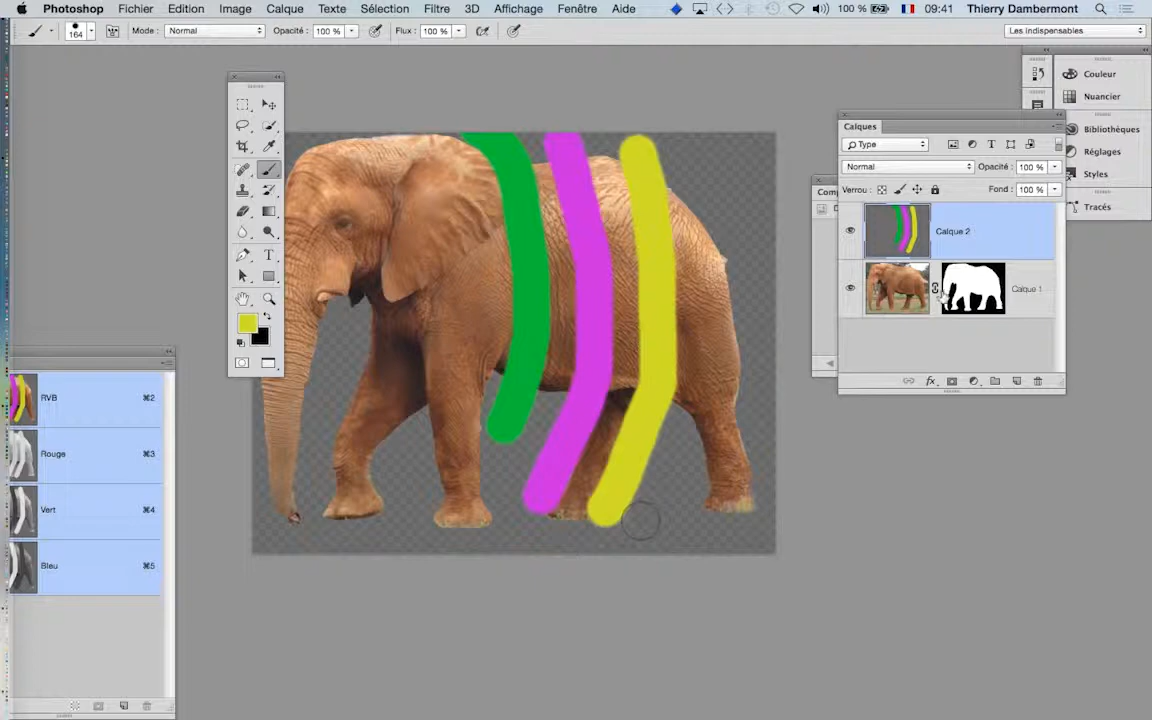 Photoshop Fichier Edition Image Calque Texte Sélection Filtre 3D Affichage Fenêtre Aide 100 % 09:41 Thierry Dambermont
164 Mode : Normal Opacité : 100 % Flux : 100 % Les indispensables
Couleur
Nuancier
Bibliothèques
Réglages
Styles
Tracés
Calques
Type
Normal Opacité : 100 %
Verrou : Fond : 100 %
Calque 2
Calque 1
RVB ⌘2
Rouge ⌘3
Vert ⌘4
Bleu ⌘5